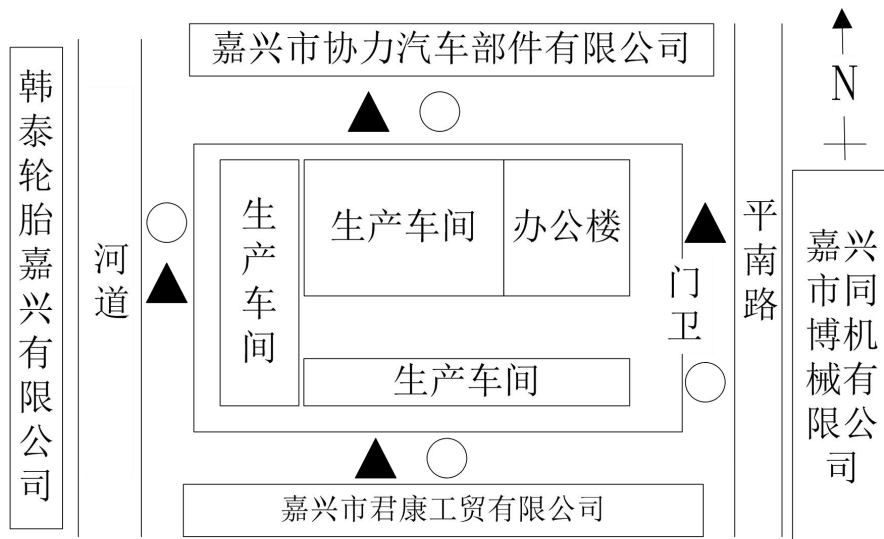 嘉兴市协力汽车部件有限公司
N
韩泰轮胎嘉兴有限公司
河道
生产车间
生产车间
办公楼
门卫
平南路
嘉兴
市同
博机
械有
限公
司
生产车间
嘉兴市君康工贸有限公司